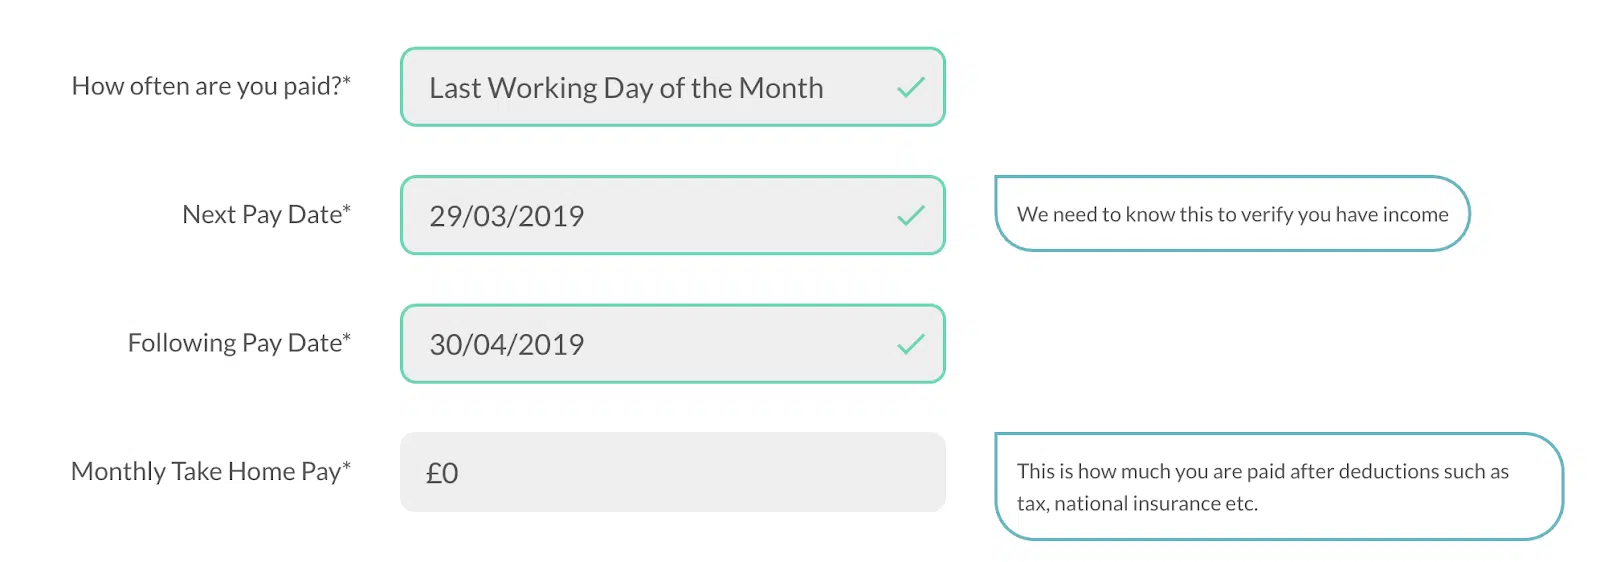 How often are you paid?*
Last Working Day of the Month
Next Pay Date*
29/03/2019
We need to know this to verify you have income
Following Pay Date*
30/04/2019
Monthly Take Home Pay*
£0
This is how much you are paid after deductions such as
tax, national insurance etc.